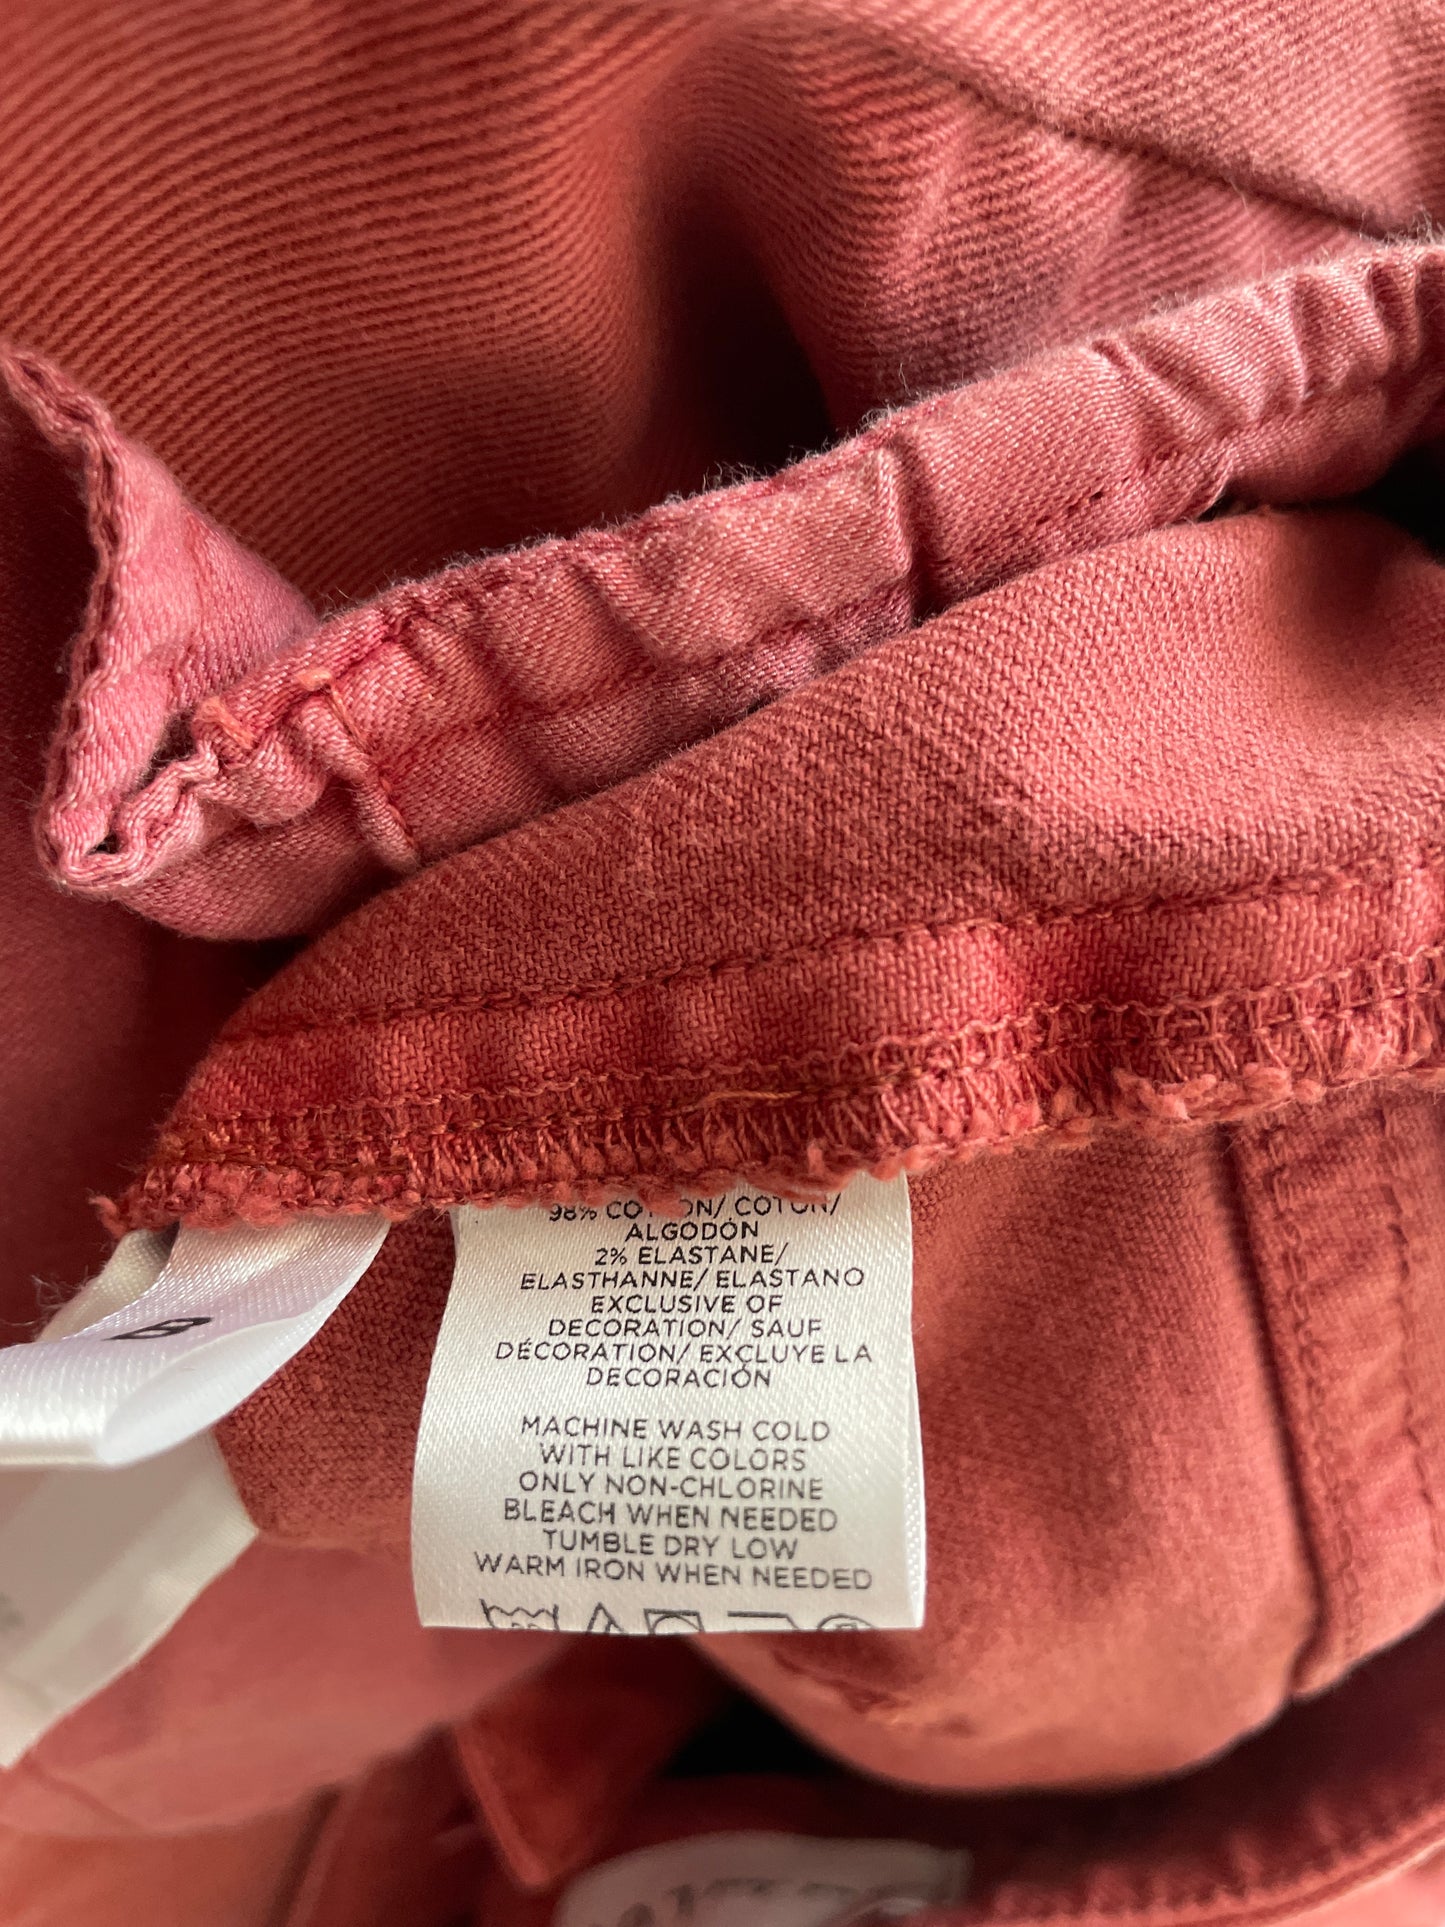 98% COTTON/ COTON/
ALGODÓN
2% ELASTANE/
ELASTHANNE/ ELASTANO
EXCLUSIVE OF
DECORATION/ SAUF
DÉCORATION/ EXCLUYE LA
DECORACIÓN
MACHINE WASH COLD
WITH LIKE COLORS
ONLY NON-CHLORINE
BLEACH WHEN NEEDED
TUMBLE DRY LOW
WARM IRON WHEN NEEDED